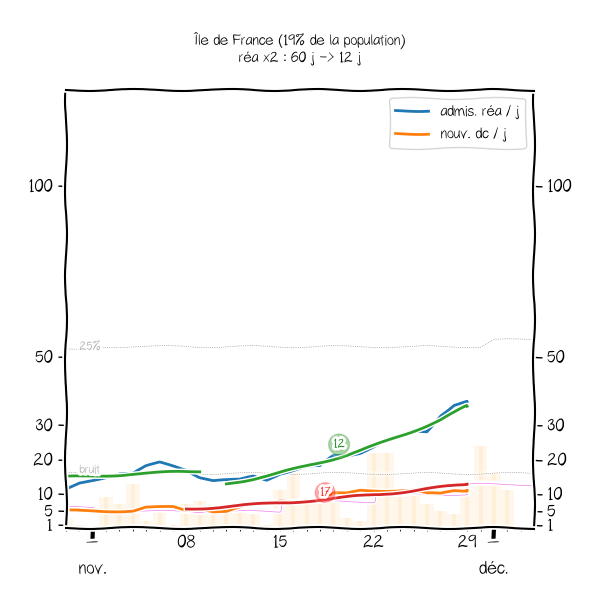 Île de France (19% de la population)
réa x2 : 60 j -> 12 j
admis. réa / j
nouv. dc / j
100 100
25%
50 50
30 30
12
20 20
bruit
17
10 10
5 5
1 1
1 08 15 22 29 1
nov. déc.